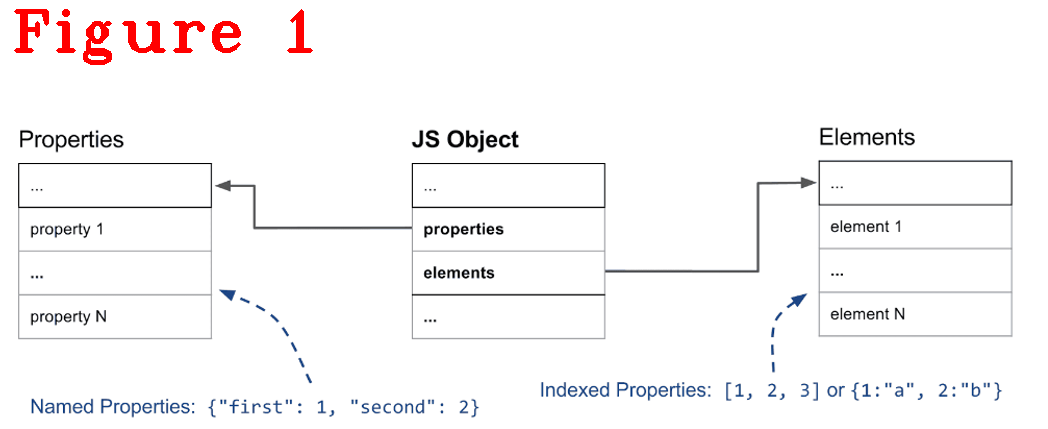 Figure 1
Properties
...
property 1
...
property N
JS Object
...
properties
elements
...
Elements
...
element 1
...
element N
Named Properties: {"first": 1, "second": 2}
Indexed Properties: [1, 2, 3] or {1:"a", 2:"b"}